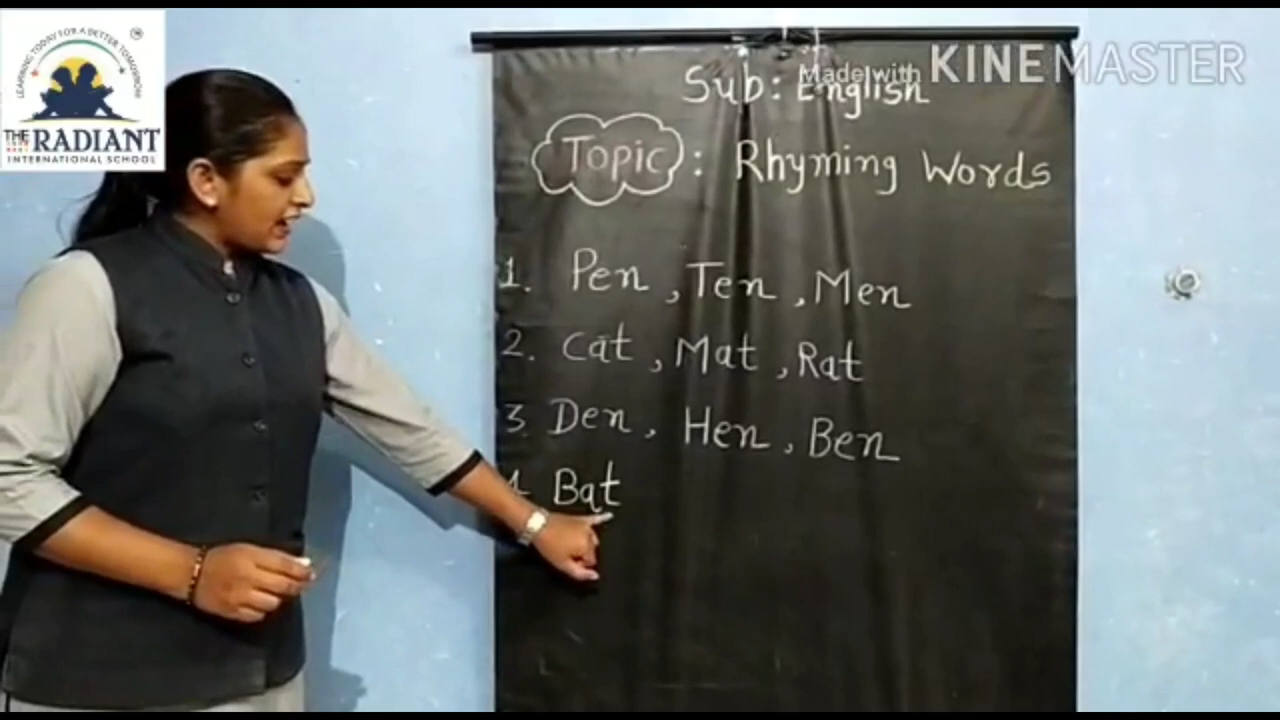 LEARNING TODAY FOR A BETTER TOMORROW
THE RADIANT
INTERNATIONAL SCHOOL
Made with KINEMASTER
Sub: English
Topic: Rhyming Words
1. Pen, Ten, Men
2. Cat, Mat, Rat
3. Den, Hen, Ben
4. Bat